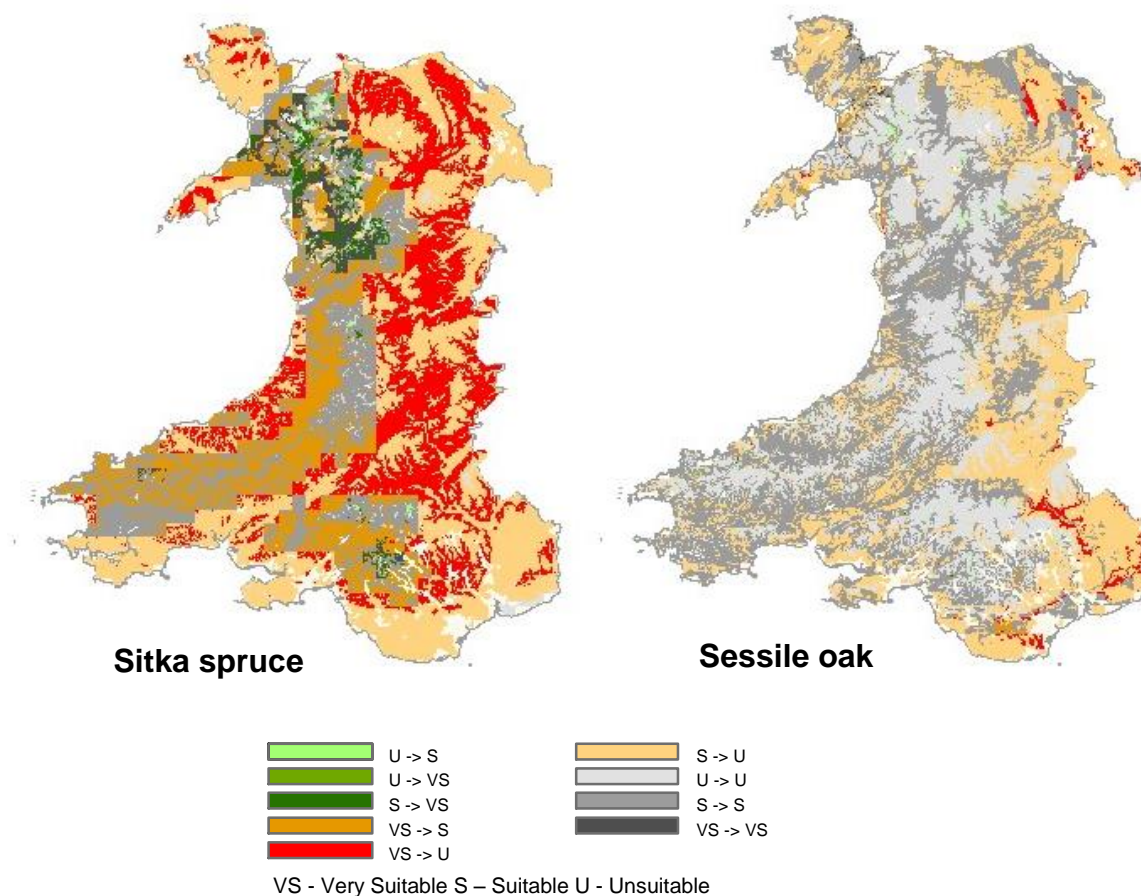 Sitka spruce
Sessile oak
U -> S
U -> VS
S -> VS
VS -> S
VS -> U
S -> U
U -> U
S -> S
VS -> VS
VS - Very Suitable S – Suitable U - Unsuitable